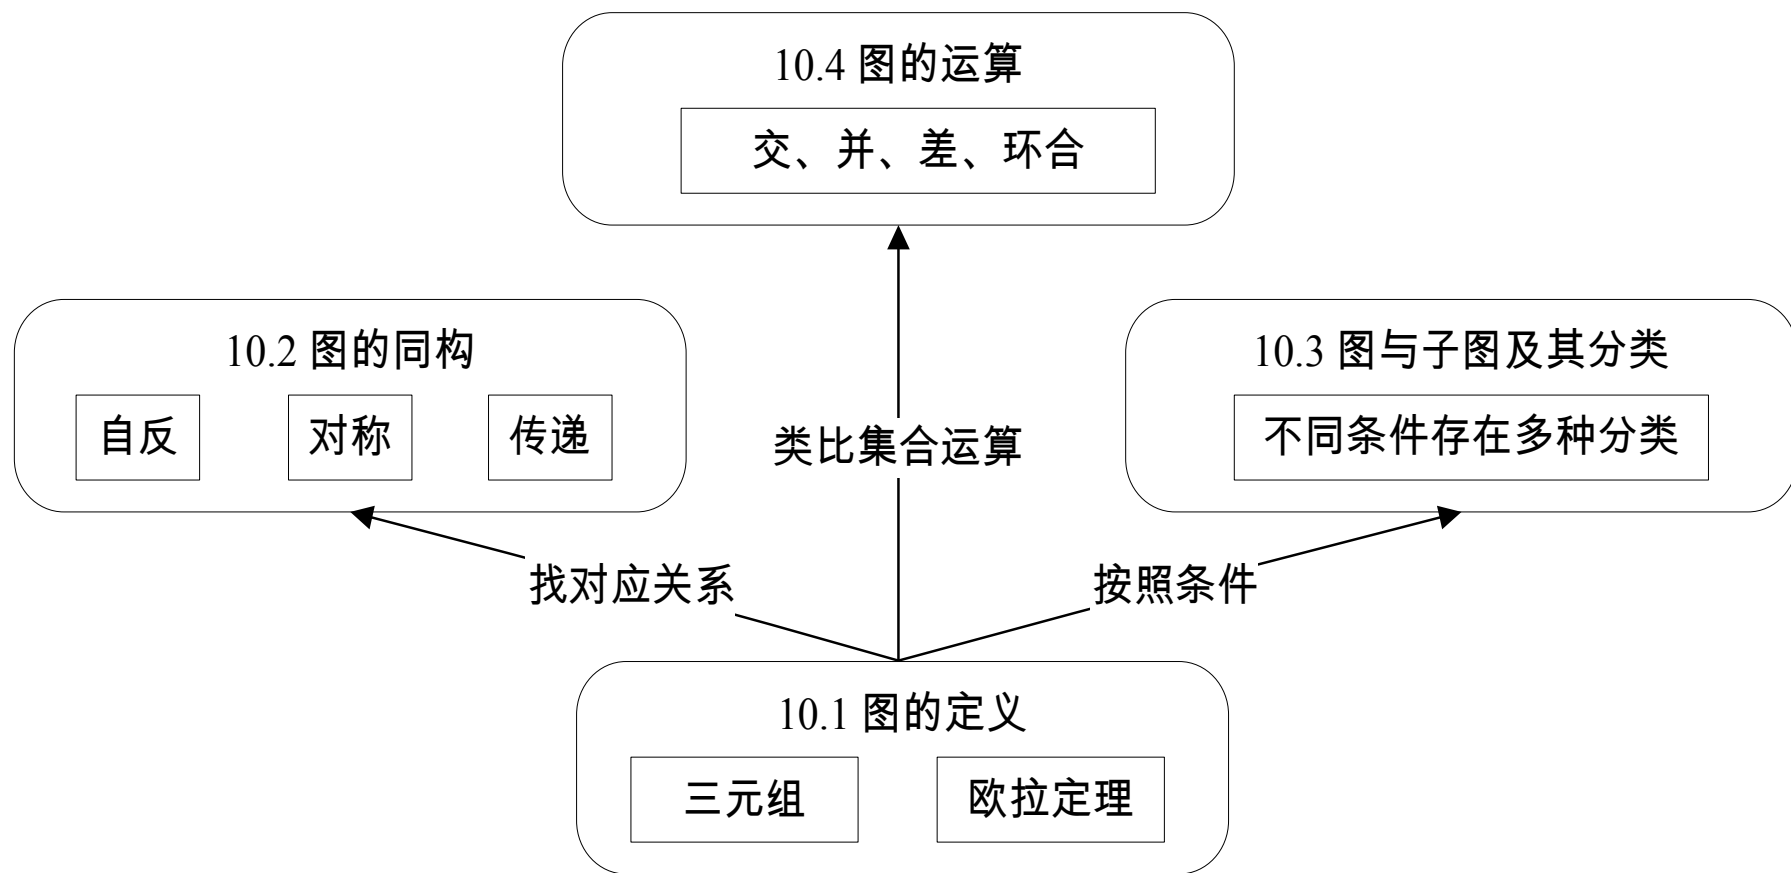 10.4 图的运算
交、并、差、环合
10.2 图的同构
自反
对称
传递
10.3 图与子图及其分类
不同条件存在多种分类
类比集合运算
找对应关系
按照条件
10.1 图的定义
三元组
欧拉定理